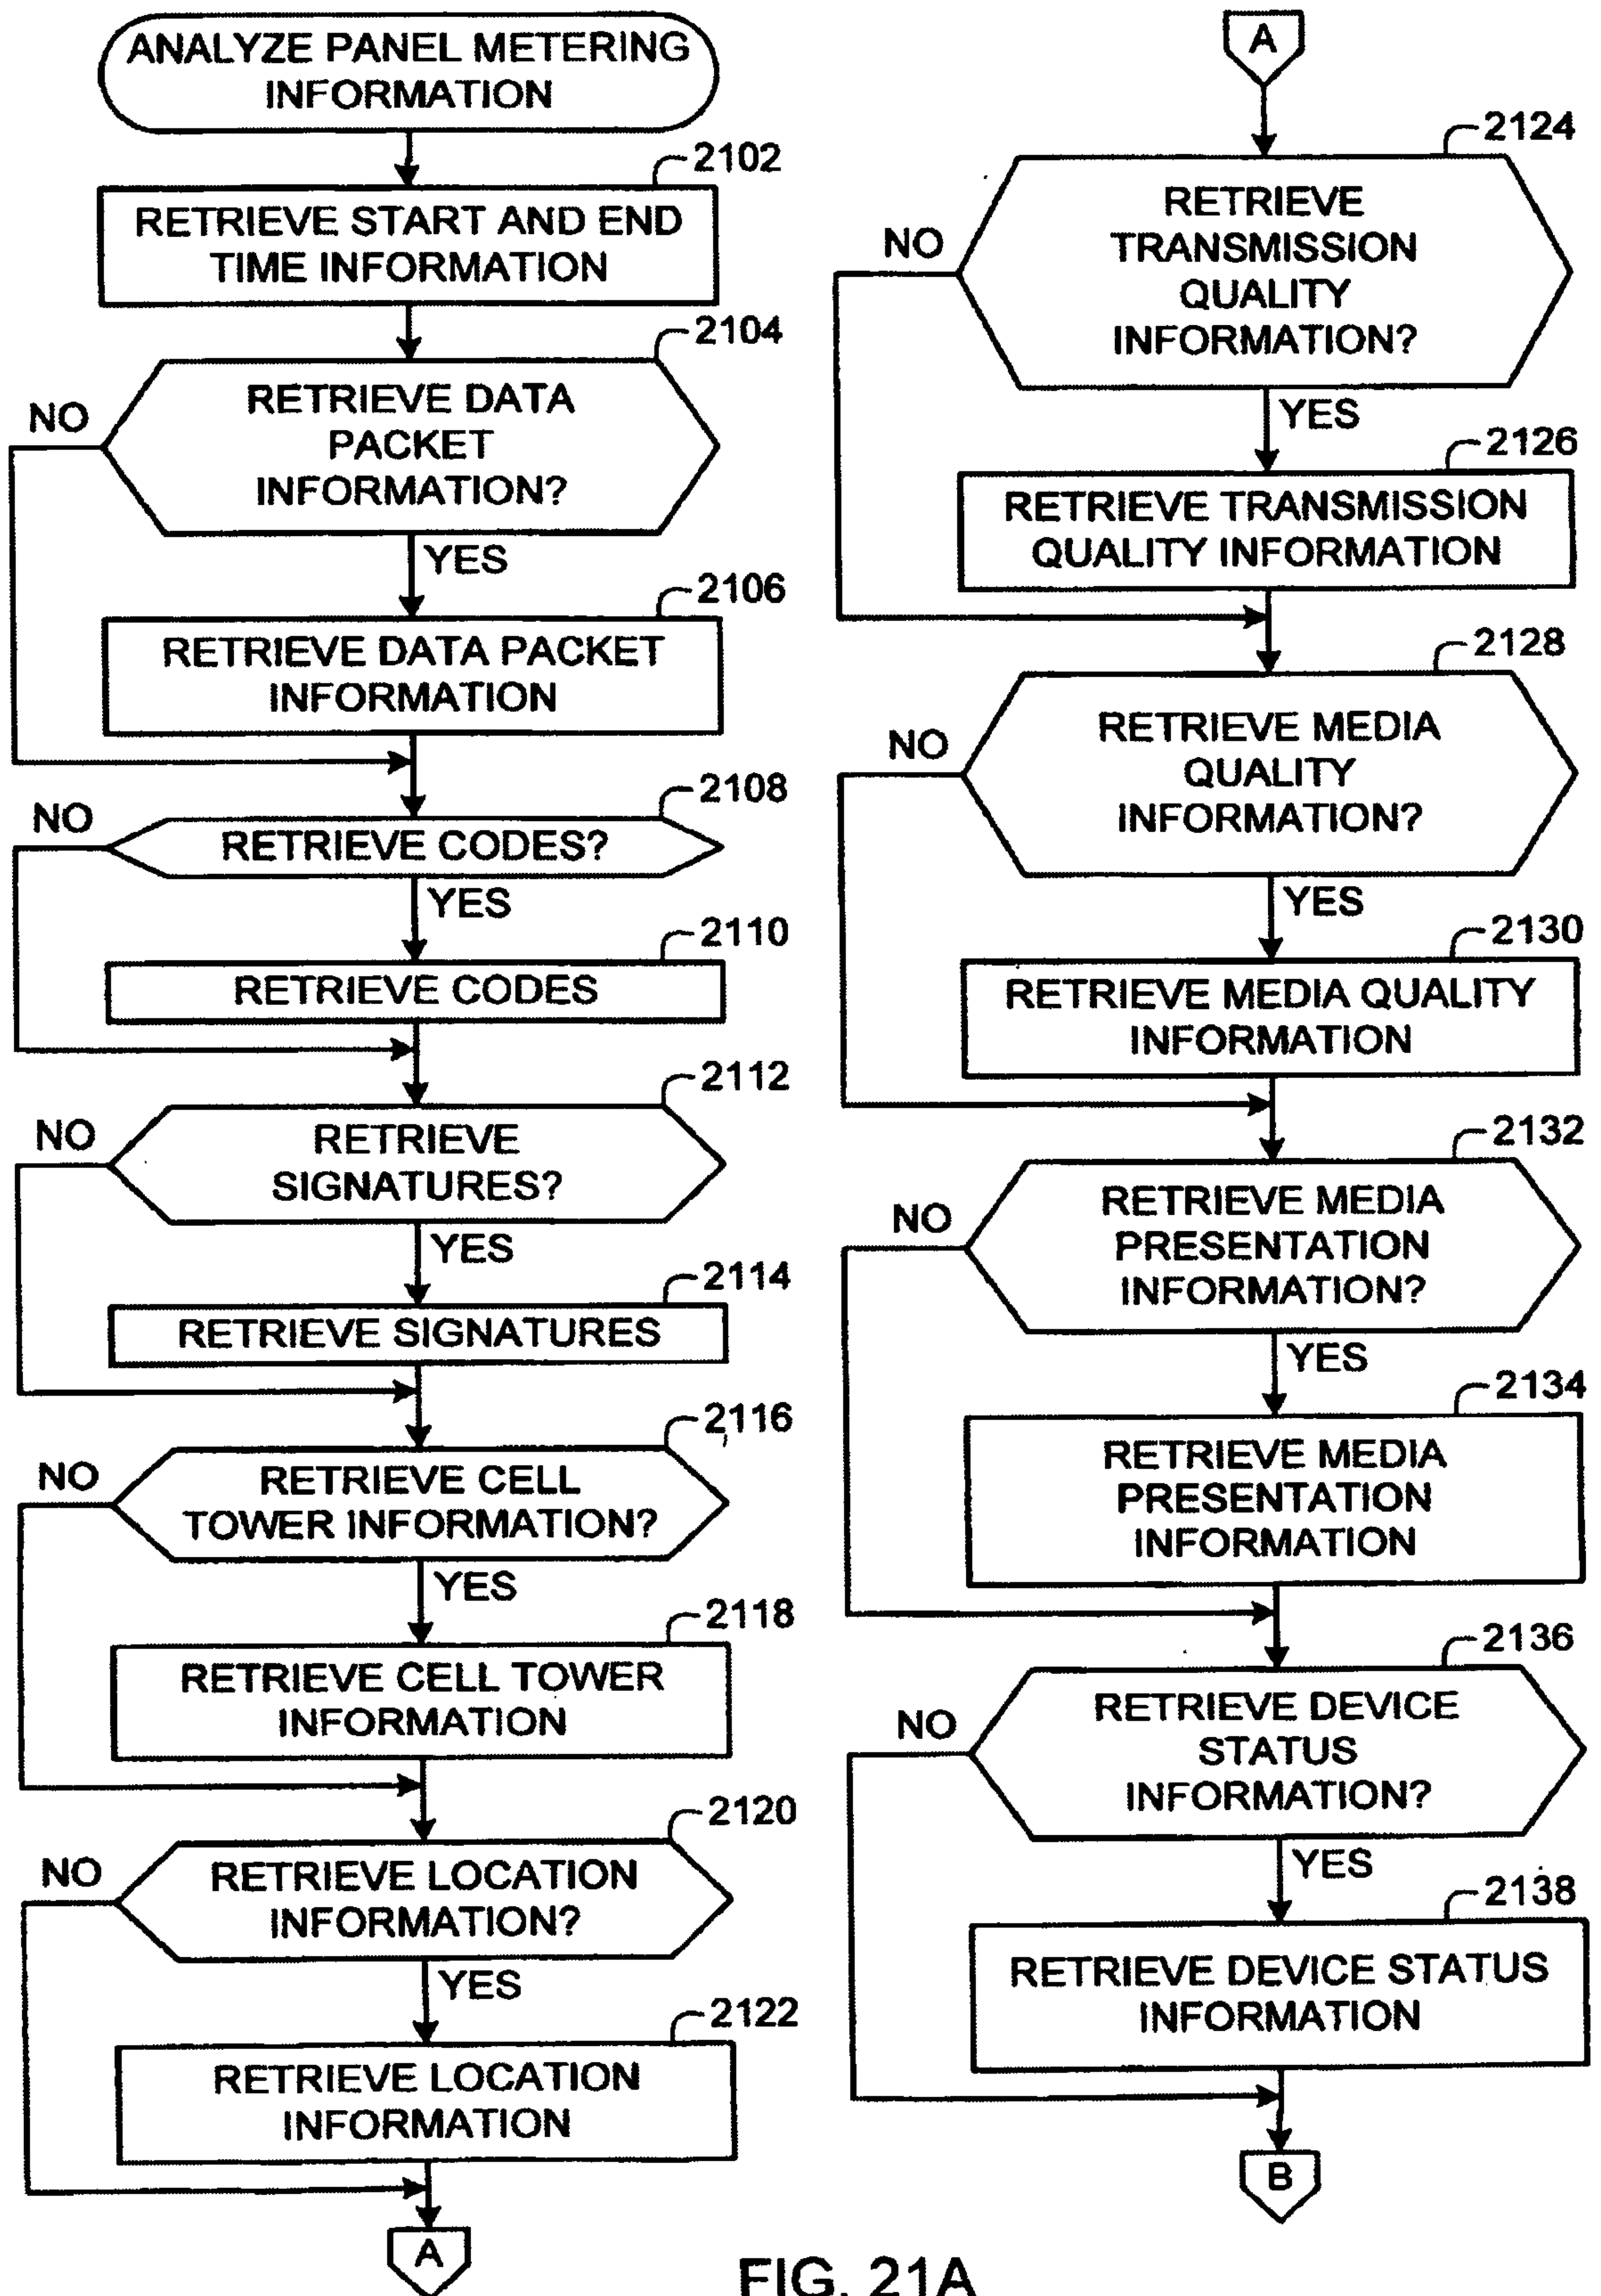 ANALYZE PANEL METERING
INFORMATION
2102
RETRIEVE START AND END
TIME INFORMATION
2104
RETRIEVE DATA
PACKET
INFORMATION?
NO
YES
2106
RETRIEVE DATA PACKET
INFORMATION
2108
NO
RETRIEVE CODES?
YES
2110
RETRIEVE CODES
2112
NO
RETRIEVE
SIGNATURES?
YES
2114
RETRIEVE SIGNATURES
2116
NO
RETRIEVE CELL
TOWER INFORMATION?
YES
2118
RETRIEVE CELL TOWER
INFORMATION
2120
NO
RETRIEVE LOCATION
INFORMATION?
YES
2122
RETRIEVE LOCATION
INFORMATION
A
A
2124
RETRIEVE
TRANSMISSION
QUALITY
INFORMATION?
NO
YES
2126
RETRIEVE TRANSMISSION
QUALITY INFORMATION
2128
NO
RETRIEVE MEDIA
QUALITY
INFORMATION?
YES
2130
RETRIEVE MEDIA QUALITY
INFORMATION
2132
NO
RETRIEVE MEDIA
PRESENTATION
INFORMATION?
YES
2134
RETRIEVE MEDIA
PRESENTATION
INFORMATION
2136
NO
RETRIEVE DEVICE
STATUS
INFORMATION?
YES
2138
RETRIEVE DEVICE STATUS
INFORMATION
B
FIG. 21A